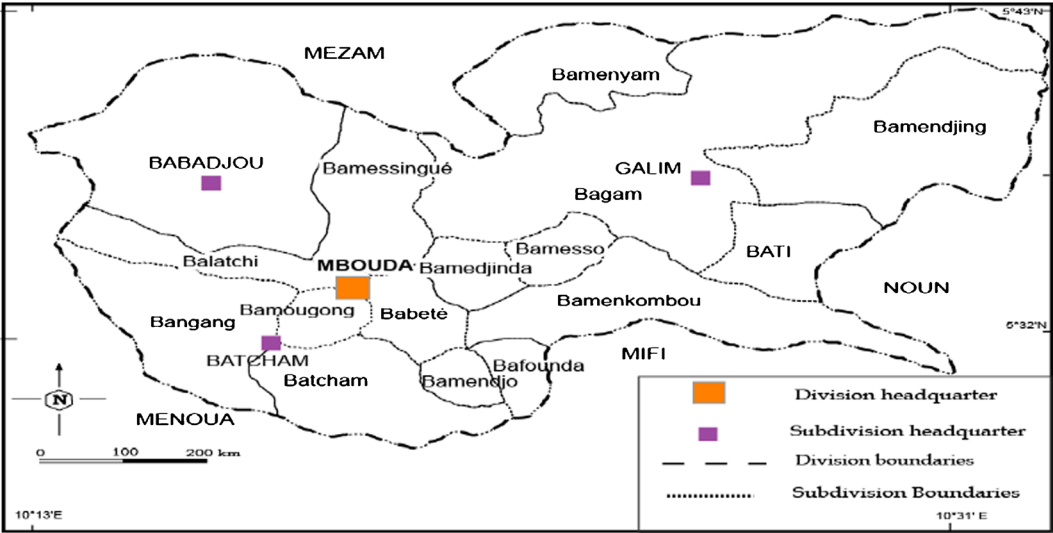 5°43'N
MEZAM
Bamenyam
Bamendjing
BABADJOU
Bamessingué
GALIM
Bagam
Bamesso
BATI
Balatchi
MBOUDA
Bamedjinda
NOUN
Bamenkombou
Bangang
Bamougong
Babeté
5°32'N
BATCHAM
Bafounda
MIFI
Batcham
Bamendjo
N
MENOUA
0 100 200 km
Division headquarter
Subdivision headquarter
Division boundaries
Subdivision Boundaries
10°13'E
10°31' E